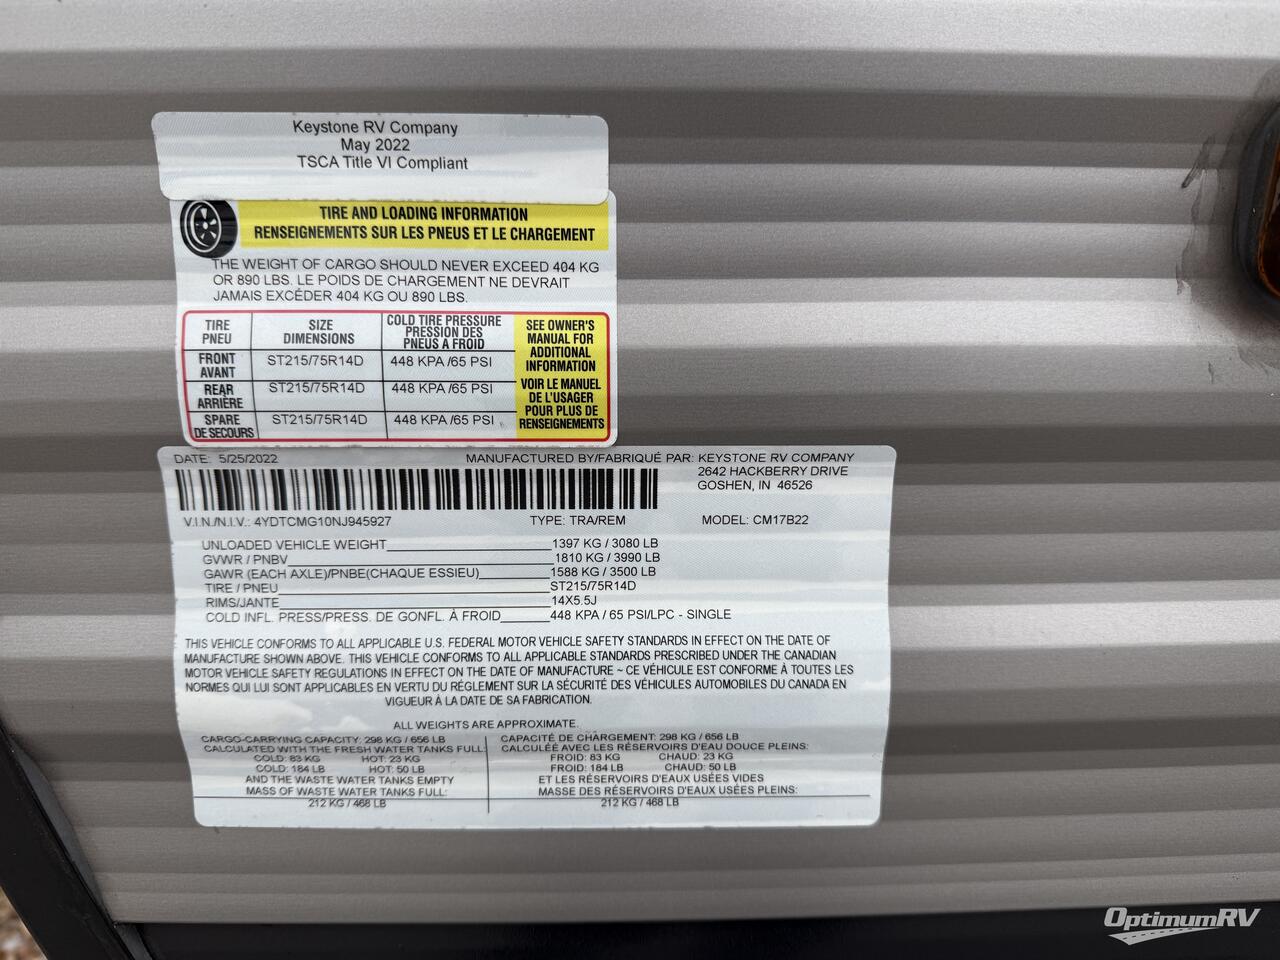 Keystone RV Company
May 2022
TSCA Title VI Compliant
TIRE AND LOADING INFORMATION
RENSEIGNEMENTS SUR LES PNEUS ET LE CHARGEMENT
THE WEIGHT OF CARGO SHOULD NEVER EXCEED 404 KG
OR 890 LBS. LE POIDS DE CHARGEMENT NE DEVRAIT
JAMAIS EXCÉDER 404 KG OU 890 LBS.
TIRE
PNEU
SIZE
DIMENSIONS
COLD TIRE PRESSURE
PRESSION DES
PNEUS A FROID
FRONT
AVANT
ST215/75R14D
448 KPA /65 PSI
REAR
ARRIÈRE
ST215/75R14D
448 KPA /65 PSI
SPARE
DE SECOURS
ST215/75R14D
448 KPA /65 PSI
SEE OWNER'S
MANUAL FOR
ADDITIONAL
INFORMATION
VOIR LE MANUEL
DE L'USAGER
POUR PLUS DE
RENSEIGNEMENTS
DATE: 5/25/2022 MANUFACTURED BY/FABRIQUÉ PAR: KEYSTONE RV COMPANY
2642 HACKBERRY DRIVE
GOSHEN, IN 46526
V.I.N./N.I.V.: 4YDTCMG10NJ945927 TYPE: TRA/REM MODEL: CM17B22
UNLOADED VEHICLE WEIGHT 1397 KG / 3080 LB
GVWR / PNBV 1810 KG / 3990 LB
GAWR (EACH AXLE)/PNBE(CHAQUE ESSIEU) 1588 KG / 3500 LB
TIRE / PNEU ST215/75R14D
RIMS/JANTE 14X5.5J
COLD INFL. PRESS/PRESS. DE GONFL. À FROID 448 KPA / 65 PSI/LPC - SINGLE
THIS VEHICLE CONFORMS TO ALL APPLICABLE U.S. FEDERAL MOTOR VEHICLE SAFETY STANDARDS IN EFFECT ON THE DATE OF
MANUFACTURE SHOWN ABOVE. THIS VEHICLE CONFORMS TO ALL APPLICABLE STANDARDS PRESCRIBED UNDER THE CANADIAN
MOTOR VEHICLE SAFETY REGULATIONS IN EFFECT ON THE DATE OF MANUFACTURE ~ CE VÉHICULE EST CONFORME À TOUTES LES
NORMES QUI LUI SONT APPLICABLES EN VERTU DU RÉGLEMENT SUR LA SÉCURITÉ DES VÉHICULES AUTOMOBILES DU CANADA EN
VIGUEUR À LA DATE DE SA FABRICATION.
ALL WEIGHTS ARE APPROXIMATE.
CARGO-CARRYING CAPACITY: 298 KG / 656 LB
CALCULATED WITH THE FRESH WATER TANKS FULL:
COLD: 83 KG HOT: 23 KG
COLD: 184 LB HOT: 50 LB
AND THE WASTE WATER TANKS EMPTY
MASS OF WASTE WATER TANKS FULL:
212 KG / 468 LB
CAPACITÉ DE CHARGEMENT: 298 KG / 656 LB
CALCULÉE AVEC LES RÉSERVOIRS D'EAU DOUCE PLEINS:
FROID: 83 KG CHAUD: 23 KG
FROID: 184 LB CHAUD: 50 LB
ET LES RÉSERVOIRS D'EAUX USÉES VIDES
MASSE DES RÉSERVOIRS D'EAUX USÉES PLEINS:
212 KG / 468 LB
OPTIMUMRV